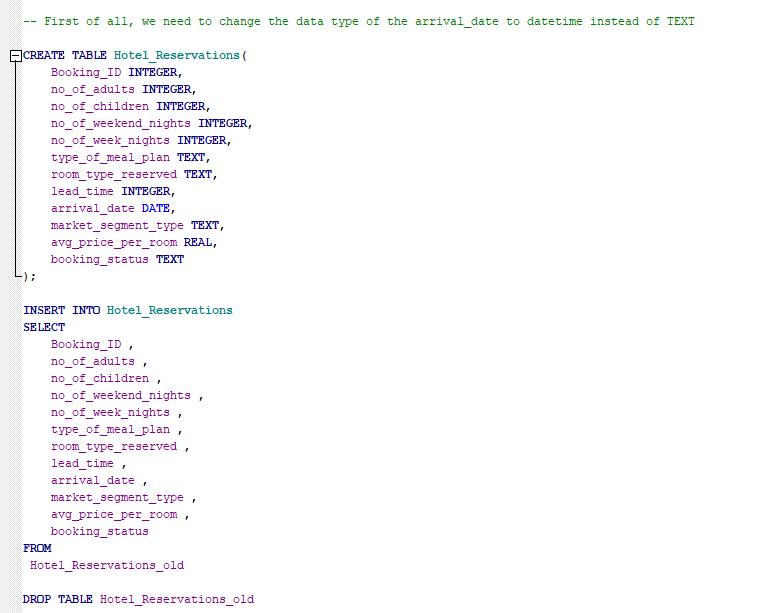 -- First of all, we need to change the data type of the arrival_date to datetime instead of TEXT
CREATE TABLE Hotel_Reservations(
Booking_ID INTEGER,
no_of_adults INTEGER,
no_of_children INTEGER,
no_of_weekend_nights INTEGER,
no_of_week_nights INTEGER,
type_of_meal_plan TEXT,
room_type_reserved TEXT,
lead_time INTEGER,
arrival_date DATE,
market_segment_type TEXT,
avg_price_per_room REAL,
booking_status TEXT
);
INSERT INTO Hotel_Reservations
SELECT
Booking_ID ,
no_of_adults ,
no_of_children ,
no_of_weekend_nights ,
no_of_week_nights ,
type_of_meal_plan ,
room_type_reserved ,
lead_time ,
arrival_date ,
market_segment_type ,
avg_price_per_room ,
booking_status
FROM
Hotel_Reservations_old
DROP TABLE Hotel_Reservations_old